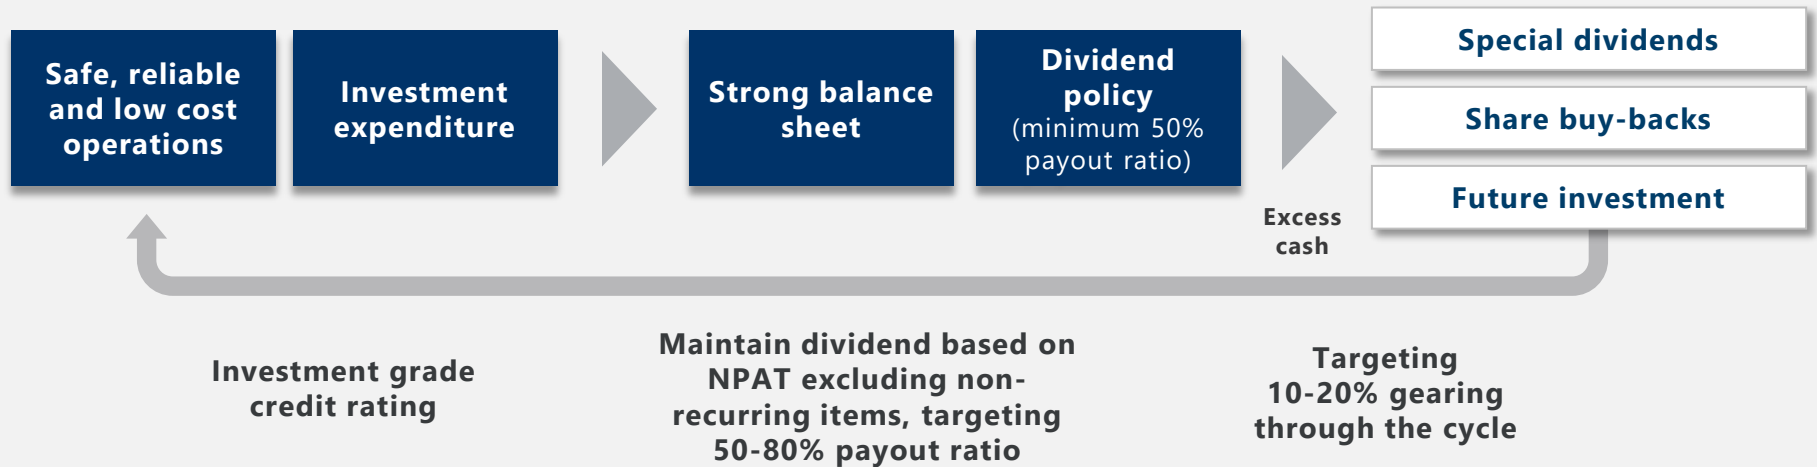 Safe, reliable
and low cost
operations
Investment
expenditure
Strong balance
sheet
Dividend
policy
(minimum 50%
payout ratio)
Excess
cash
Special dividends
Share buy-backs
Future investment
Investment grade
credit rating
Maintain dividend based on
NPAT excluding non-
recurring items, targeting
50-80% payout ratio
Targeting
10-20% gearing
through the cycle